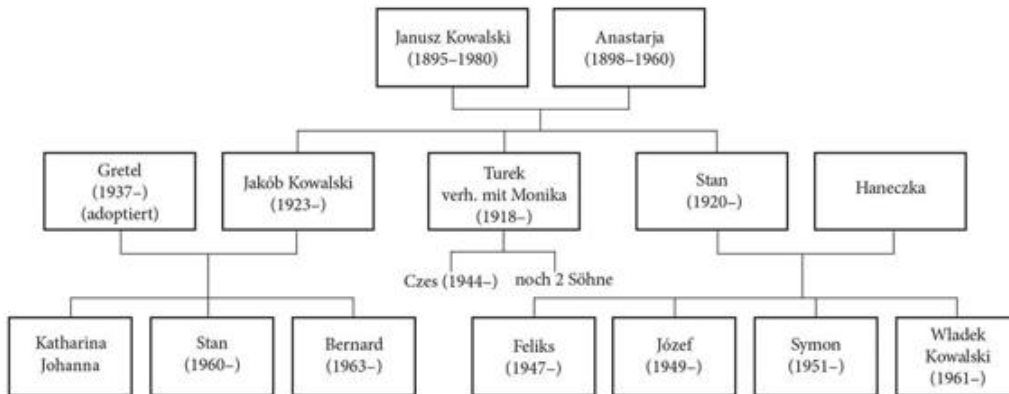 Janusz Kowalski
(1895–1980)
Anastarja
(1898–1960)
Gretel
(1937–)
(adoptiert)
Jakób Kowalski
(1923–)
Turek
verh. mit Monika
(1918–)
Stan
(1920–)
Haneczka
Czes (1944–)
noch 2 Söhne
Katharina
Johanna
Stan
(1960–)
Bernard
(1963–)
Feliks
(1947–)
Józef
(1949–)
Symon
(1951–)
Wladek
Kowalski
(1961–)